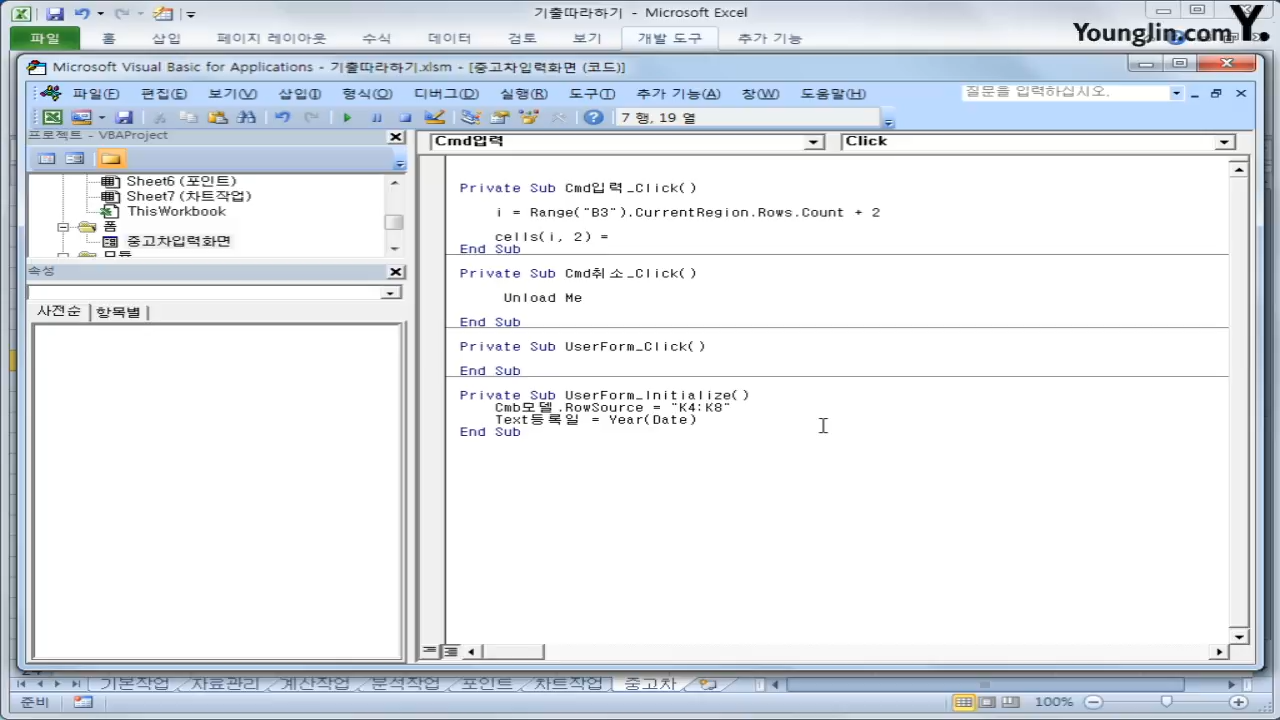 기출따라하기 - Microsoft Excel
Younglin.com Y.
파일 홈 삽입 페이지 레이아웃 수식 데이터 검토 보기 개발 도구 추가 기능
Microsoft Visual Basic for Applications - 기출따라하기.xlsm - [중고차입력화면 (코드)]
파일(F) 편집(E) 보기(V) 삽입(I) 형식(O) 디버그(D) 실행(R) 도구(T) 추가 기능(A) 창(W) 도움말(H) 질문을 입력하십시오.
7 행, 19 열
프로젝트 - VBAProject
Sheet6 (포인트)
Sheet7 (차트작업)
ThisWorkbook
폼
중고차입력화면
모듈
속성
사전순 항목별
Cmd입력 Click
Private Sub Cmd입력_Click()
i = Range("B3").CurrentRegion.Rows.Count + 2
cells(i, 2) =
End Sub
Private Sub Cmd취소_Click()
Unload Me
End Sub
Private Sub UserForm_Click()
End Sub
Private Sub UserForm_Initialize()
Cmb모델.RowSource = "K4:K8"
Text등록일 = Year(Date)
End Sub
기본작업 자료관리 계산작업 분석작업 포인트 차트작업 중고차
준비 100%